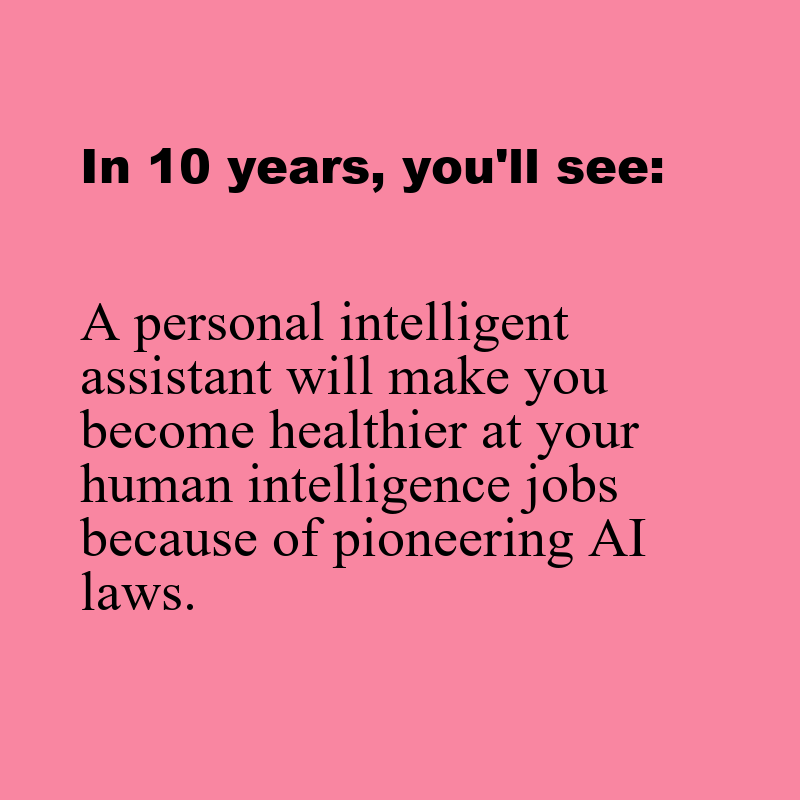 In 10 years, you'll see:
A personal intelligent
assistant will make you
become healthier at your
human intelligence jobs
because of pioneering AI
laws.